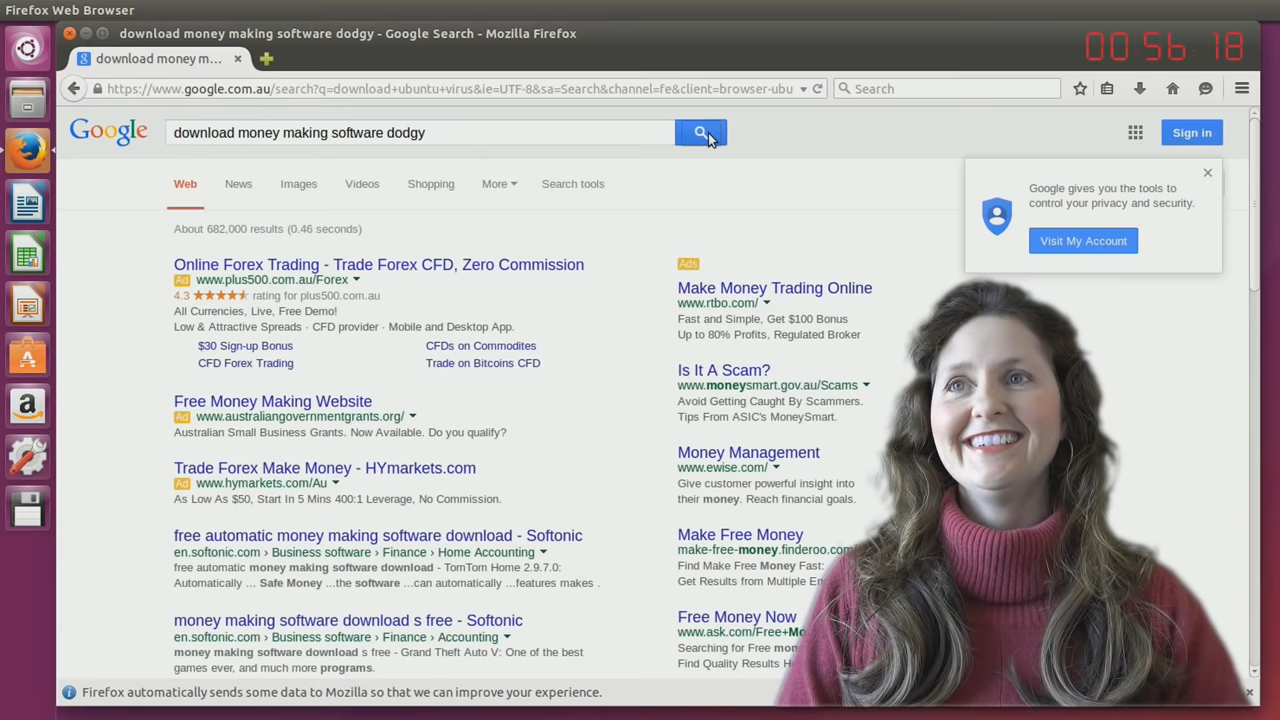 Firefox Web Browser
download money making software dodgy - Google Search - Mozilla Firefox
00:56:18
download money m...
https://www.google.com.au/search?q=download+ubuntu+virus&ie=UTF-8&sa=Search&channel=fe&client=browser-ubu
Search
Google
download money making software dodgy
Sign in
Web
News
Images
Videos
Shopping
More
Search tools
Google gives you the tools to
control your privacy and security.
Visit My Account
About 682,000 results (0.46 seconds)
Online Forex Trading - Trade Forex CFD, Zero Commission
Ad www.plus500.com.au/Forex
4.3 ★★★★★ rating for plus500.com.au
All Currencies, Live, Free Demo!
Low & Attractive Spreads · CFD provider · Mobile and Desktop App.
$30 Sign-up Bonus
CFDs on Commodites
CFD Forex Trading
Trade on Bitcoins CFD
Free Money Making Website
Ad www.australiangovernmentgrants.org/
Australian Small Business Grants. Now Available. Do you qualify?
Trade Forex Make Money - HYmarkets.com
Ad www.hymarkets.com/Au
As Low As $50, Start In 5 Mins 400:1 Leverage, No Commission.
free automatic money making software download - Softonic
en.softonic.com › Business software › Finance › Home Accounting
free automatic money making software download - TomTom Home 2.9.7.0:
Automatically ... Safe Money ...the software ...can automatically ...features makes .
money making software download s free - Softonic
en.softonic.com › Business software › Finance › Accounting
money making software download s free - Grand Theft Auto V: One of the best
games ever, and much more programs.
Ads
Make Money Trading Online
www.rtbo.com/
Fast and Simple, Get $100 Bonus
Up to 80% Profits, Regulated Broker
Is It A Scam?
www.moneysmart.gov.au/Scams
Avoid Getting Caught By Scammers.
Tips From ASIC's MoneySmart.
Money Management
www.ewise.com/
Give customer powerful insight into
their money. Reach financial goals.
Make Free Money
make-free-money.finderoo.com
Find Make Free Money Fast:
Get Results from Multiple En
Free Money Now
www.ask.com/Free+Mo
Searching for Free mon
Find Quality Results H
Firefox automatically sends some data to Mozilla so that we can improve your experience.